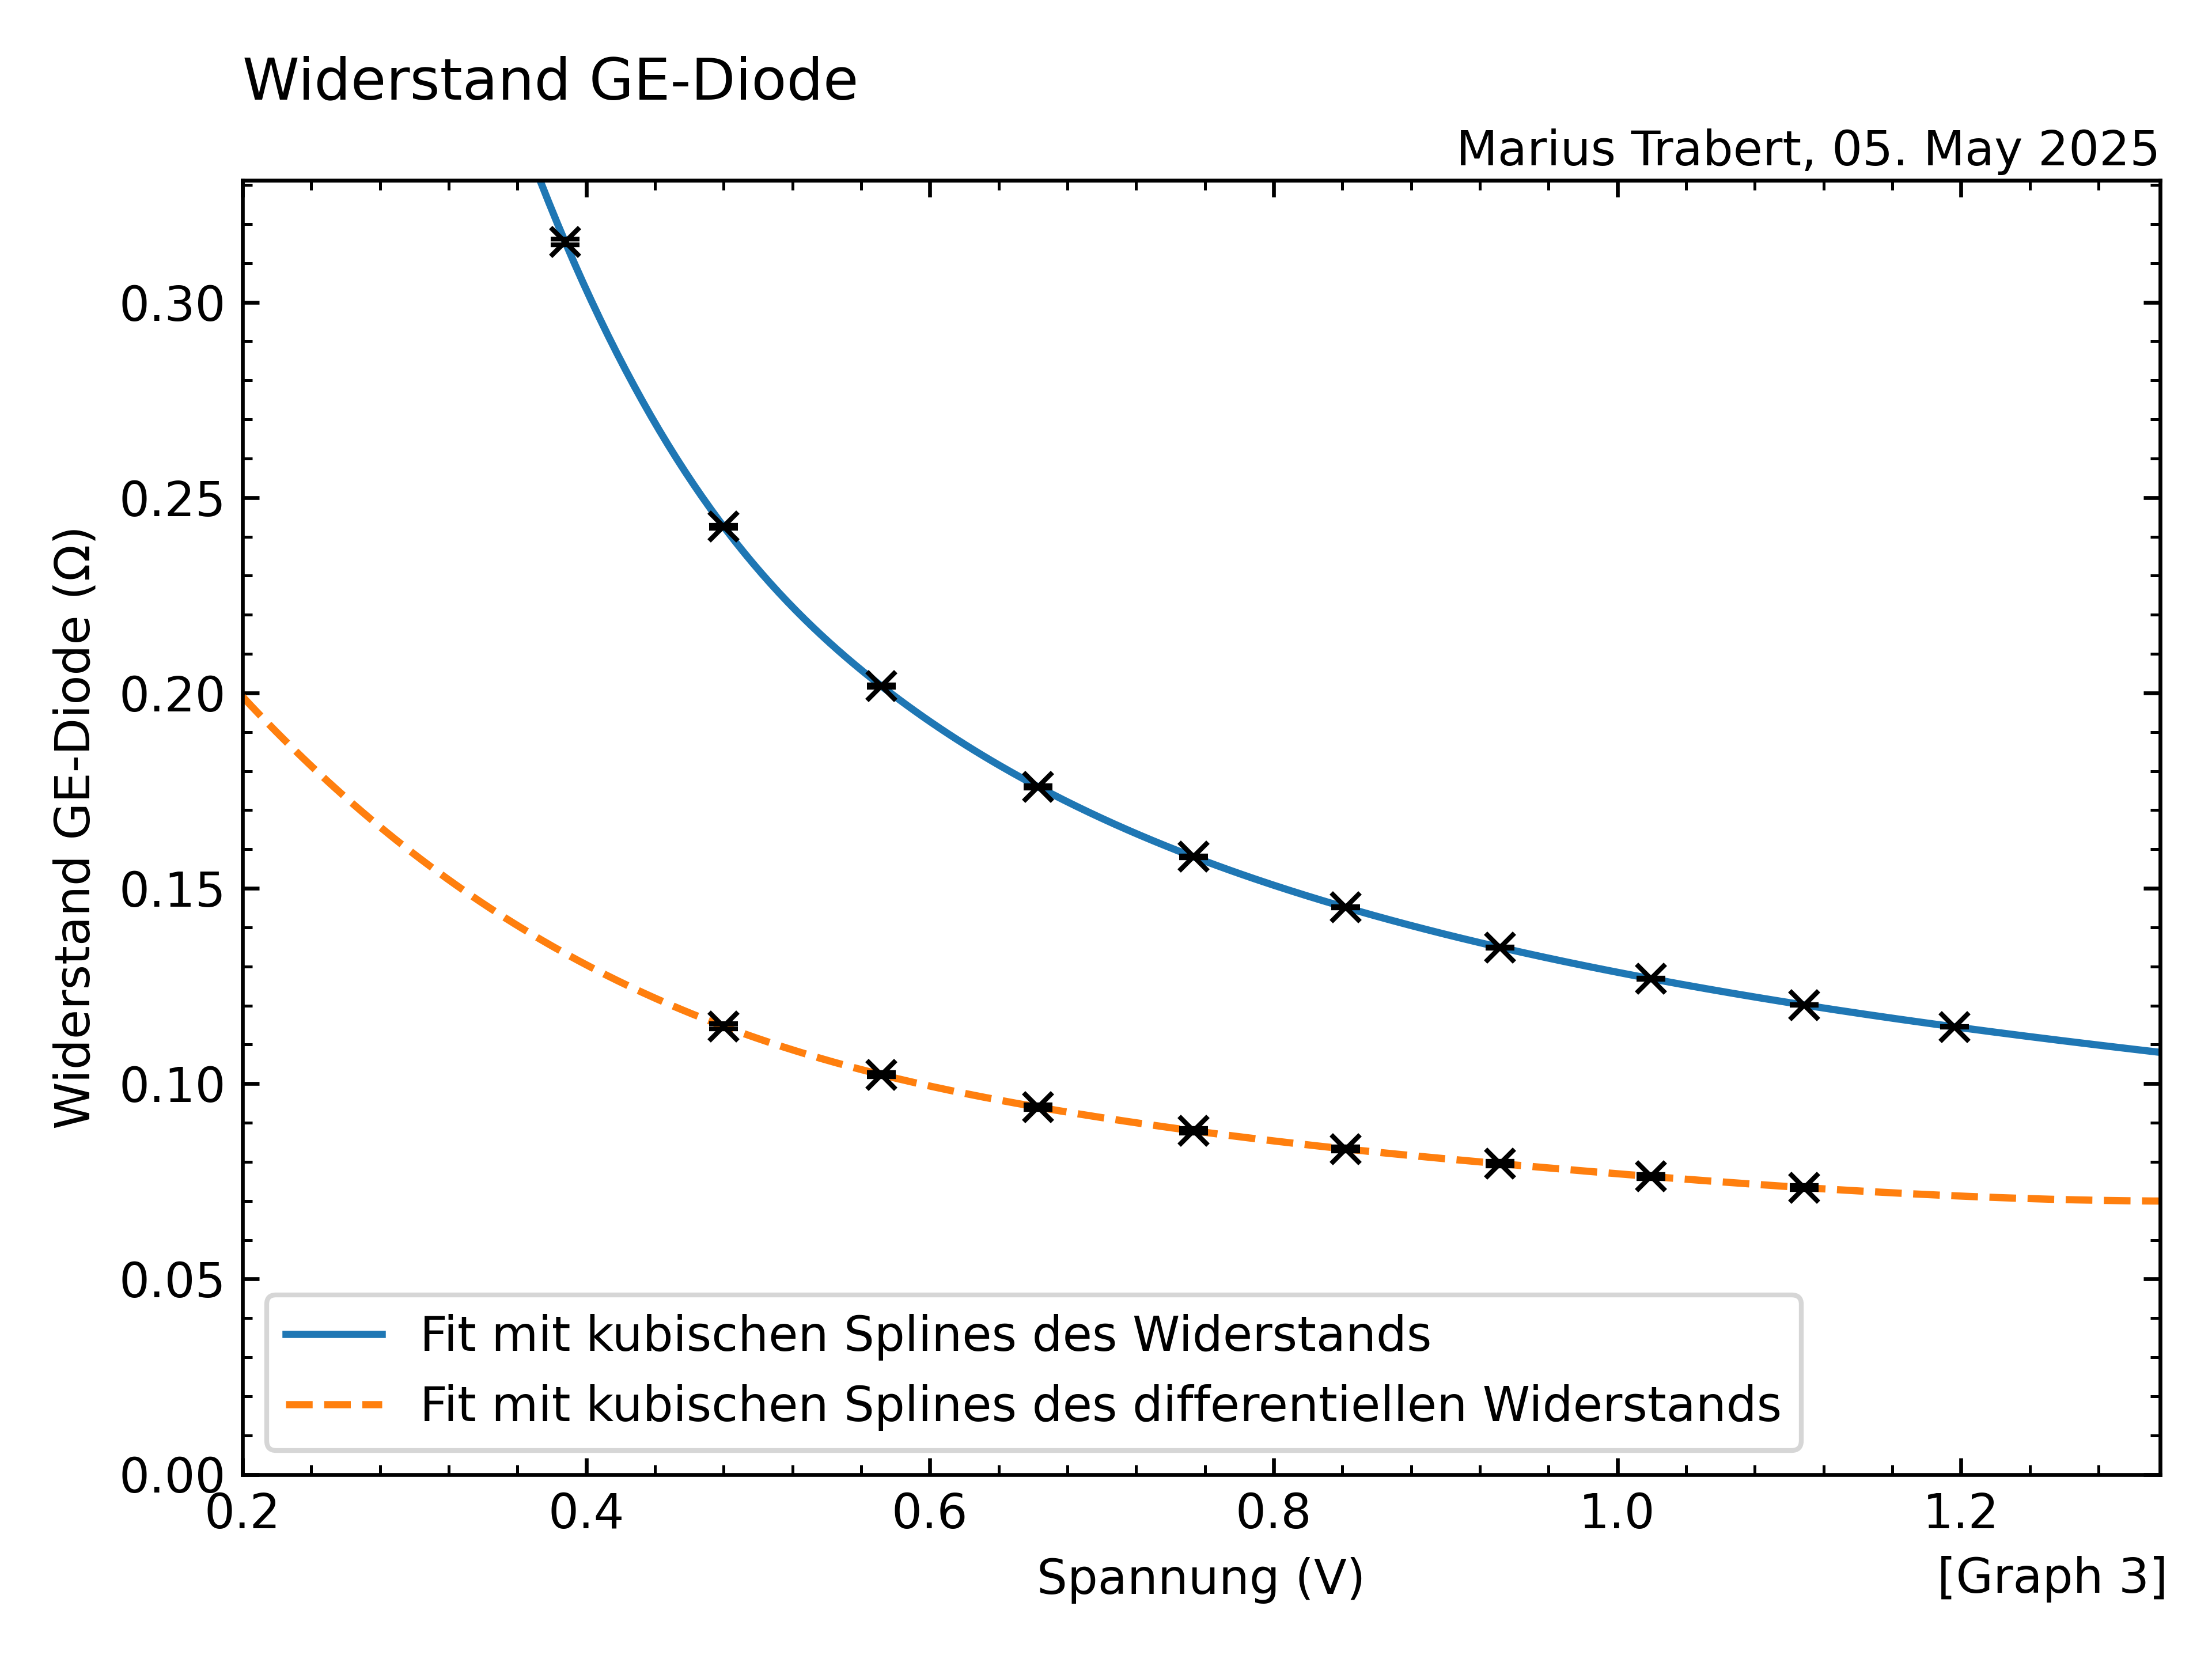 Widerstand GE-Diode
Marius Trabert, 05. May 2025
Widerstand GE-Diode (Ω)
0.30
0.25
0.20
0.15
0.10
0.05
0.00
Fit mit kubischen Splines des Widerstands
Fit mit kubischen Splines des differentiellen Widerstands
0.2 0.4 0.6 0.8 1.0 1.2
Spannung (V)
[Graph 3]